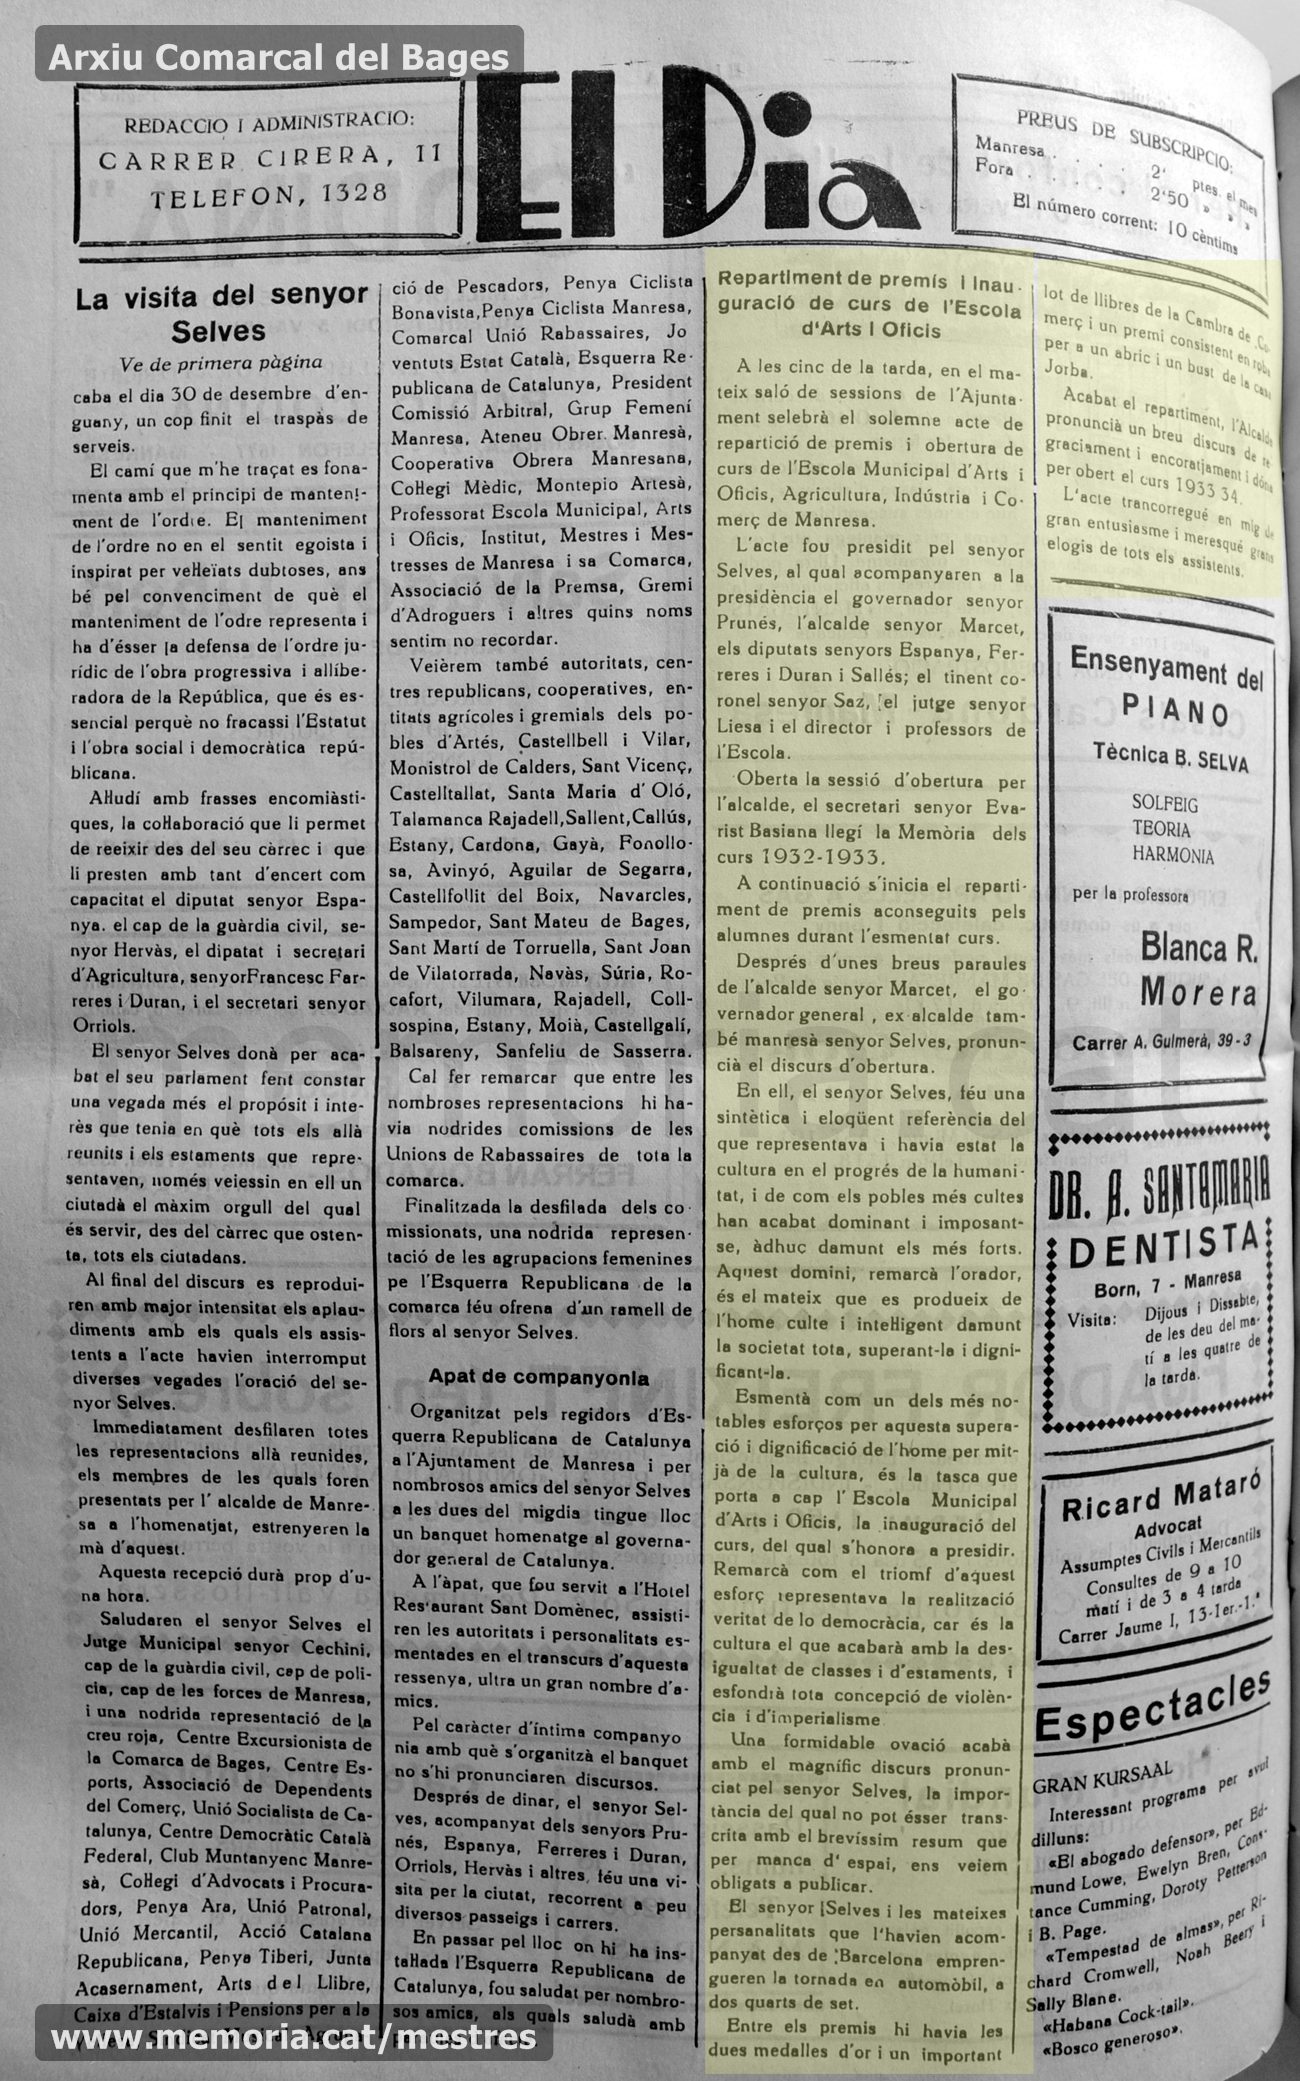 Arxiu Comarcal del Bages
REDACCIO I ADMINISTRACIO:
CARRER CIRERA, 11
TELEFON, 1328
El Dia
PREUS DE SUBSCRIPCIO:
Manresa . . . . 2' ptes. el mes
Fora . . . . . . 2'50 » » »
El número corrent: 10 cèntims
La visita del senyor
Selves
Ve de primera pàgina
caba el dia 30 de desembre d'en-
guany, un cop finit el traspàs de
serveis.
El camí que m'he traçat es fona-
menta amb el principi de manteni-
ment de l'ordre. El manteniment
de l'ordre no en el sentit egoista i
inspirat per vel·leïats dubtoses, ans
bé pel convenciment de què el
manteniment de l'odre representa i
ha d'ésser la defensa de l'ordre ju-
rídic de l'obra progressiva i allibe-
radora de la República, que és es-
sencial perquè no fracassi l'Estatut
i l'obra social i democràtica repú-
blicana.
Al·ludí amb frasses encomiàsti-
ques, la col·laboració que li permet
de reeixir des del seu càrrec i que
li presten amb tant d'encert com
capacitat el diputat senyor Espa-
nya. el cap de la guàrdia civil, se-
nyor Hervàs, el dipatat i secretari
d'Agricultura, senyorFrancesc Far-
reres i Duran, i el secretari senyor
Orriols.
El senyor Selves donà per aca-
bat el seu parlament fent constar
una vegada més el propósit i inte-
rès que tenia en què tots els allà
reunits i els estaments que repre-
sentaven, només veiessin en ell un
ciutadà el màxim orgull del qual
és servir, des del càrrec que osten-
ta, tots els ciutadans.
Al final del discurs es reprodui-
ren amb major intensitat els aplau-
diments amb els quals els assis-
tents a l'acte havien interromput
diverses vegades l'oració del se-
nyor Selves.
Immediatament desfilaren totes
les representacions allà reunides,
els membres de les quals foren
presentats per l' alcalde de Manre-
sa a l'homenatjat, estrenyeren la
mà d'aquest.
Aquesta recepció durà prop d'u-
na hora.
Saludaren el senyor Selves el
Jutge Municipal senyor Cechini,
cap de la guàrdia civil, cap de poli-
cia, cap de les forces de Manresa,
i una nodrida representació de la
creu roja, Centre Excursionista de
la Comarca de Bages, Centre Es-
ports, Associació de Dependents
del Comerç, Unió Socialista de Ca-
talunya, Centre Democràtic Català
Federal, Club Muntanyenc Manre-
sà, Col·legi d'Advocats i Procura-
dors, Penya Ara, Unió Patronal,
Unió Mercantil, Acció Catalana
Republicana, Penya Tiberi, Junta
Acasernament, Arts del Llibre,
Caixa d'Estalvis i Pensions per a la
ció de Pescadors, Penya Ciclista
Bonavista,Penya Ciclista Manresa,
Comarcal Unió Rabassaires, Jo
ventuts Estat Català, Esquerra Re-
publicana de Catalunya, President
Comissió Arbitral, Grup Femení
Manresa, Ateneu Obrer Manresà,
Cooperativa Obrera Manresana,
Col·legi Mèdic, Montepio Artesà,
Professorat Escola Municipal, Arts
i Oficis, Institut, Mestres i Mes-
tresses de Manresa i sa Comarca,
Associació de la Premsa, Gremi
d'Adroguers i altres quins noms
sentim no recordar.
Veièrem també autoritats, cen-
tres republicans, cooperatives, en-
titats agrícoles i gremials dels po-
bles d'Artés, Castellbell i Vilar,
Monistrol de Calders, Sant Vicenç,
Castelltallat, Santa Maria d' Oló,
Talamanca Rajadell,Sallent,Callús,
Estany, Cardona, Gayà, Fonollo-
sa, Avinyó, Aguilar de Segarra,
Castellfollit del Boix, Navarcles,
Sampedor, Sant Mateu de Bages,
Sant Martí de Torruella, Sant Joan
de Vilatorrada, Navàs, Súria, Ro-
cafort, Vilumara, Rajadell, Coll-
sospina, Estany, Moià, Castellgalí,
Balsareny, Sanfeliu de Sasserra.
Cal fer remarcar que entre les
nombroses representacions hi ha-
via nodrides comissions de les
Unions de Rabassaires de tota la
comarca.
Finalitzada la desfilada dels co-
missionats, una nodrida represen-
tació de les agrupacions femenines
pe l'Esquerra Republicana de la
comarca féu ofrena d'un ramell de
flors al senyor Selves.
Apat de companyonia
Organitzat pels regidors d'Es-
querra Republicana de Catalunya
a l'Ajuntament de Manresa i per
nombrosos amics del senyor Selves
a les dues del migdia tingue lloc
un banquet homenatge al governa-
dor general de Catalunya.
A l'àpat, que fou servit a l'Hotel
Restaurant Sant Domènec, assisti-
ren les autoritats i personalitats es-
mentades en el transcurs d'aquesta
ressenya, ultra un gran nombre d'a-
mics.
Pel caràcter d'íntima companyo
nia amb què s'organitzà el banquet
no s'hi pronunciaren discursos.
Després de dinar, el senyor Sel-
ves, acompanyat dels senyors Pru-
nés, Espanya, Ferreres i Duran,
Orriols, Hervàs i altres, féu una vi-
sita per la ciutat, recorrent a peu
diversos passeigs i carrers.
En passar pel lloc on hi ha ins-
tal·lada l'Esquerra Republicana de
Catalunya, fou saludat per nombro-
sos amics, als quals saludà amb
Repartiment de premis i Inau-
guració de curs de l'Escola
d'Arts i Oficis
A les cinc de la tarda, en el ma-
teix saló de sessions de l'Ajunta-
ment selebrà el solemne acte de
repartició de premis i obertura de
curs de l'Escola Municipal d'Arts i
Oficis, Agricultura, Indústria i Co-
merç de Manresa.
L'acte fou presidit pel senyor
Selves, al qual acompanyaren a la
presidència el governador senyor
Prunés, l'alcalde senyor Marcet,
els diputats senyors Espanya, Fer-
reres i Duran i Sallés; el tinent co-
ronel senyor Saz, el jutge senyor
Liesa i el director i professors de
l'Escola.
Oberta la sessió d'obertura per
l'alcalde, el secretari senyor Eva-
rist Basiana llegí la Memòria dels
curs 1932-1933.
A continuació s'inicia el reparti-
ment de premis aconseguits pels
alumnes durant l'esmentat curs.
Després d'unes breus paraules
de l'alcalde senyor Marcet, el go-
vernador general, ex-alcalde tam-
bé manresà senyor Selves, pronun-
cià el discurs d'obertura.
En ell, el senyor Selves, féu una
sintètica i eloqüent referència del
que representava i havia estat la
cultura en el progrés de la humani-
tat, i de com els pobles més cultes
han acabat dominant i imposant-
se, àdhuc damunt els més forts.
Aquest domini, remarcà l'orador,
és el mateix que es produeix de
l'home culte i intel·ligent damunt
la societat tota, superant-la i digni-
ficant-la.
Esmentà com un dels més no-
tables esforços per aquesta supera-
ció i dignificació de l'home per mit-
jà de la cultura, és la tasca que
porta a cap l' Escola Municipal
d'Arts i Oficis, la inauguració del
curs, del qual s'honora a presidir.
Remarcà com el triomf d'aquest
esforç representava la realització
veritat de lo democràcia, car és la
cultura el que acabarà amb la des-
igualtat de classes i d'estaments, i
esfondrà tota concepció de violèn-
cia i d'imperialisme
Una formidable ovació acabà
amb el magnífic discurs pronun-
ciat pel senyor Selves, la impor-
tància del qual no pot ésser trans-
crita amb el brevíssim resum que
per manca d' espai, ens veiem
obligats a publicar.
El senyor Selves i les mateixes
persanalitats que l'havien acom-
panyat des de Barcelona empren-
gueren la tornada en automòbil, a
dos quarts de set.
Entre els premis hi havia les
dues medalles d'or i un important
lot de llibres de la Cambra de Co-
merç i un premi consistent en roba
per a un abric i un bust de la casa
Jorba.
Acabat el repartiment, l'Alcalde
pronuncià un breu discurs de re
graciament i encoratjament i dóna
per obert el curs 1933 34.
L'acte trancorregué en mig de
gran entusiasme i meresqué grans
elogis de tots els assistents.
Ensenyament del
PIANO
Tècnica B. SELVA
SOLFEIG
TEORIA
HARMONIA
per la professora
Blanca R.
Morera
Carrer A. Guimerà, 39-3
DR. A. SANTAMARIA
DENTISTA
Born, 7 - Manresa
Visita: Dijous i Dissabte,
de les deu del ma-
tí a les quatre de
la tarda.
Ricard Mataró
Advocat
Assumptes Civils i Mercantils
Consultes de 9 a 10
matí i de 3 a 4 tarda
Carrer Jaume I, 13-1er.-1.ª
Espectacles
GRAN KURSAAL
Interessant programa per avui
dilluns:
«El abogado defensor», per Ed-
mund Lowe, Ewelyn Bren, Cons-
tance Cumming, Doroty Petterson
i B. Page.
«Tempestad de almas», per Ri-
chard Cromwell, Noah Beery i
Sally Blane.
«Habana Cock-tail».
«Bosco generoso».
www.memoria.cat/mestres